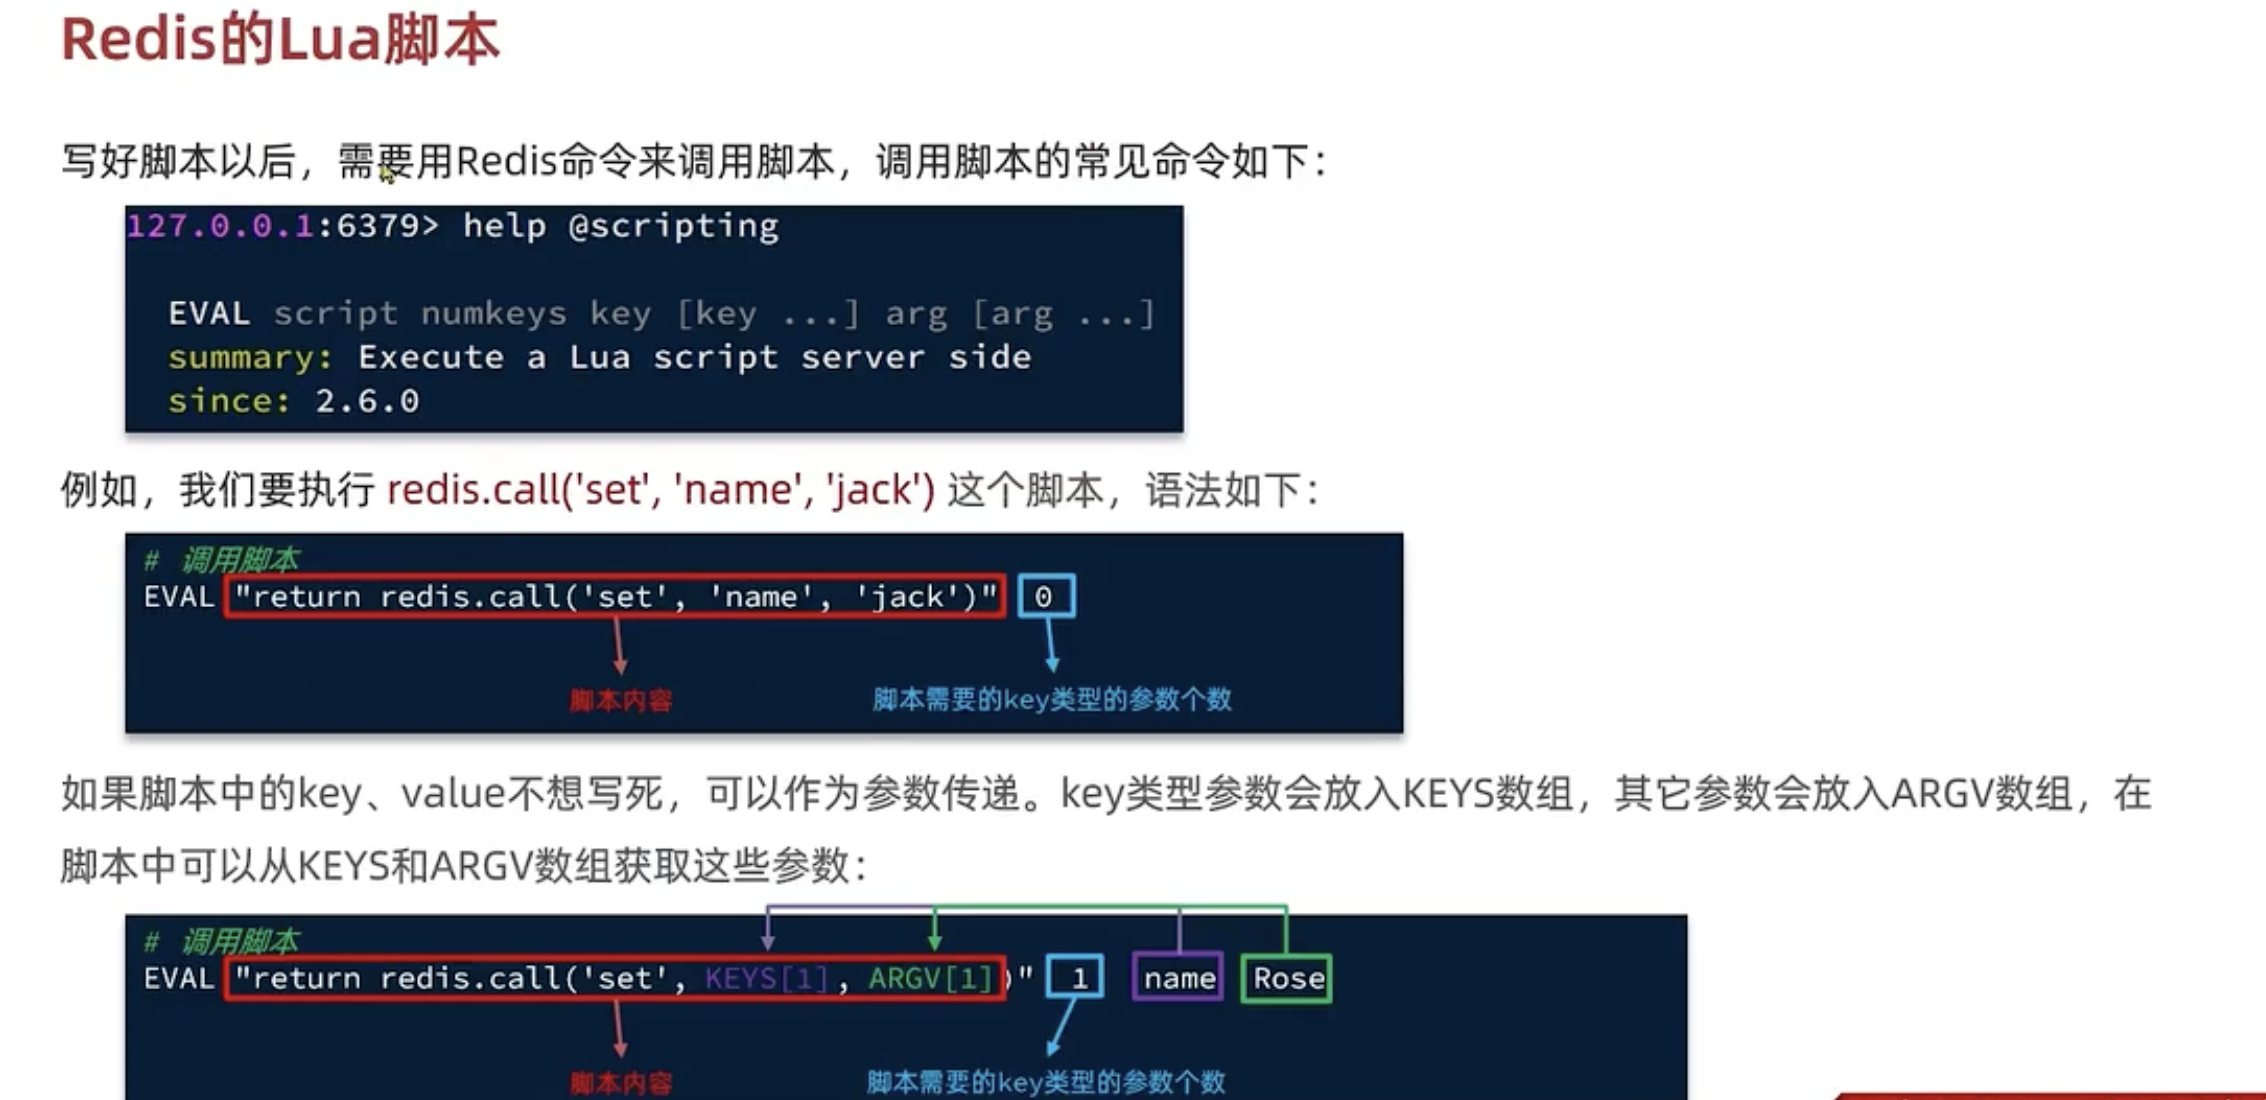 Redis的Lua脚本
写好脚本以后，需要用Redis命令来调用脚本，调用脚本的常见命令如下：
127.0.0.1:6379> help @scripting
EVAL script numkeys key [key ...] arg [arg ...]
summary: Execute a Lua script server side
since: 2.6.0
例如，我们要执行 redis.call('set', 'name', 'jack') 这个脚本，语法如下：
# 调用脚本
EVAL "return redis.call('set', 'name', 'jack')" 0
脚本内容 脚本需要的key类型的参数个数
如果脚本中的key、value不想写死，可以作为参数传递。key类型参数会放入KEYS数组，其它参数会放入ARGV数组，在
脚本中可以从KEYS和ARGV数组获取这些参数：
# 调用脚本
EVAL "return redis.call('set', KEYS[1], ARGV[1])" 1 name Rose
脚本内容 脚本需要的key类型的参数个数